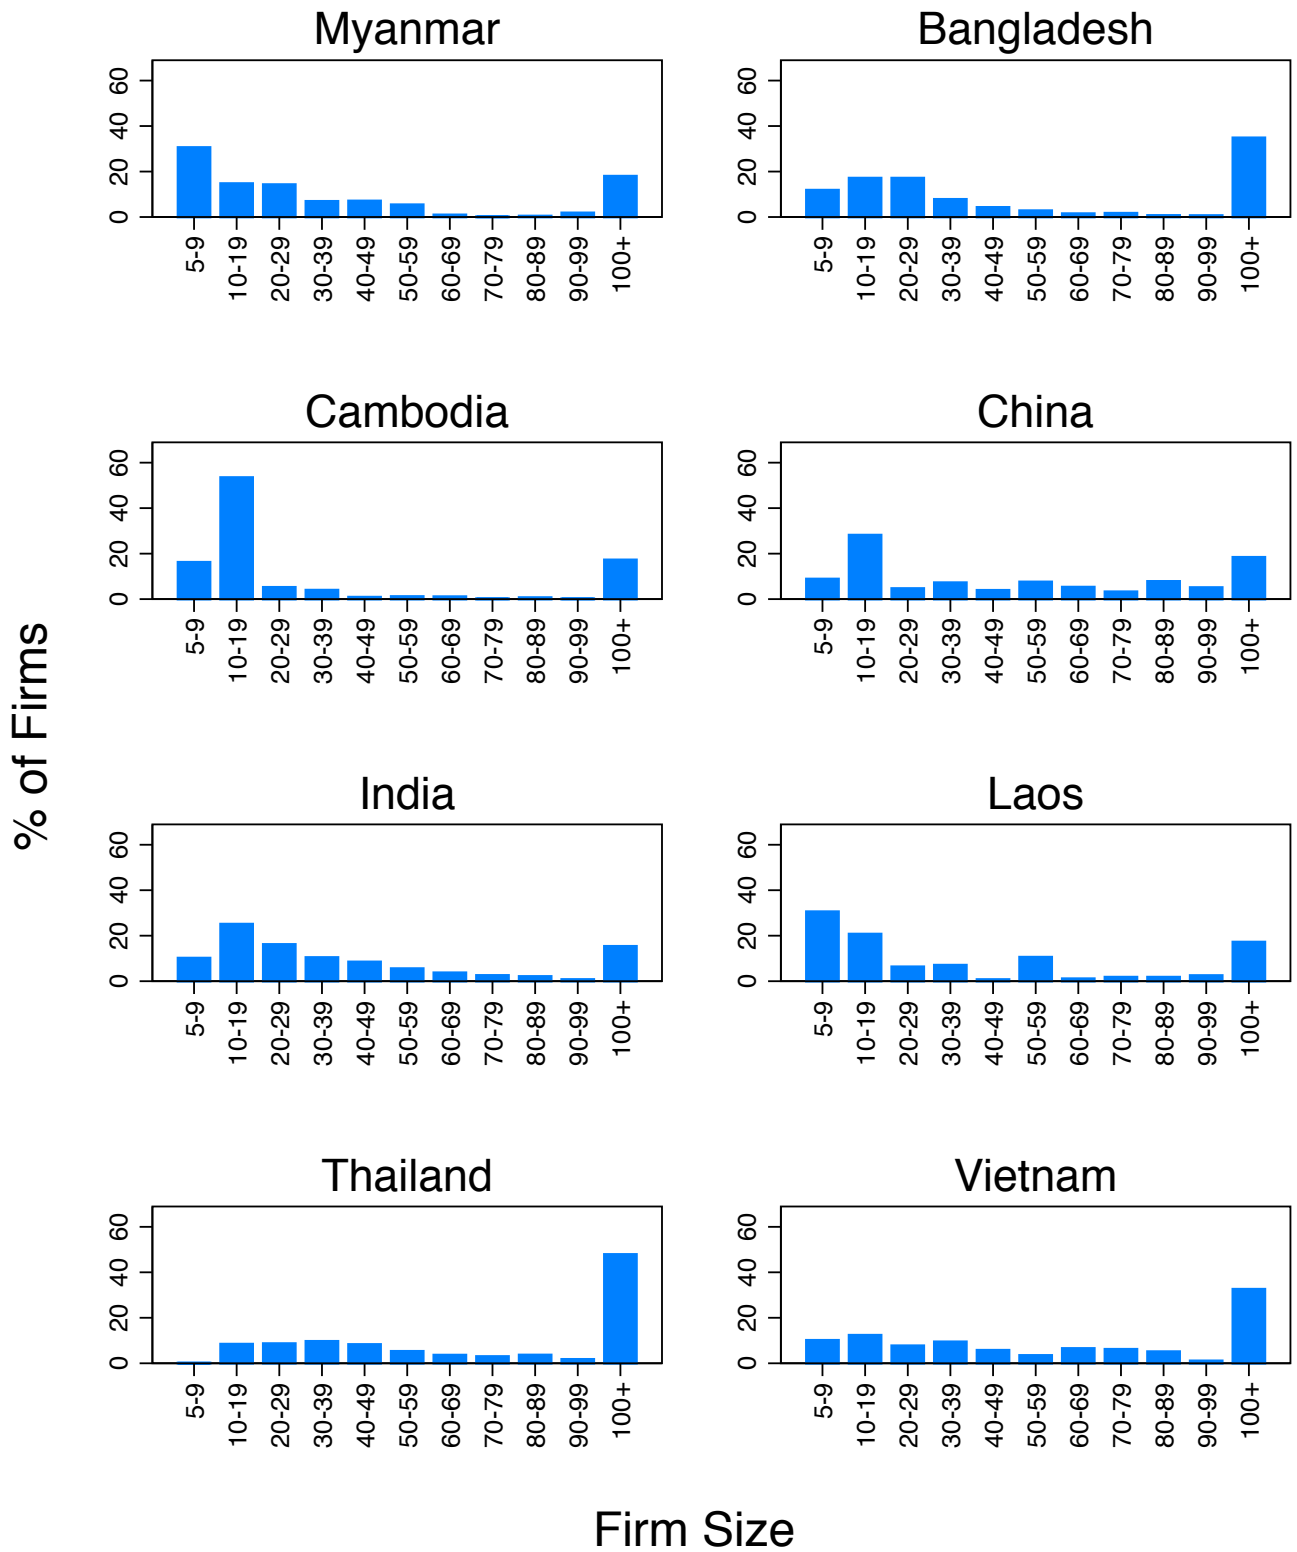 Myanmar
0 20 40 60
5-9 10-19 20-29 30-39 40-49 50-59 60-69 70-79 80-89 90-99 100+
Bangladesh
0 20 40 60
5-9 10-19 20-29 30-39 40-49 50-59 60-69 70-79 80-89 90-99 100+
Cambodia
0 20 40 60
5-9 10-19 20-29 30-39 40-49 50-59 60-69 70-79 80-89 90-99 100+
China
0 20 40 60
5-9 10-19 20-29 30-39 40-49 50-59 60-69 70-79 80-89 90-99 100+
% of Firms
India
0 20 40 60
5-9 10-19 20-29 30-39 40-49 50-59 60-69 70-79 80-89 90-99 100+
Laos
0 20 40 60
5-9 10-19 20-29 30-39 40-49 50-59 60-69 70-79 80-89 90-99 100+
Thailand
0 20 40 60
5-9 10-19 20-29 30-39 40-49 50-59 60-69 70-79 80-89 90-99 100+
Vietnam
0 20 40 60
5-9 10-19 20-29 30-39 40-49 50-59 60-69 70-79 80-89 90-99 100+
Firm Size